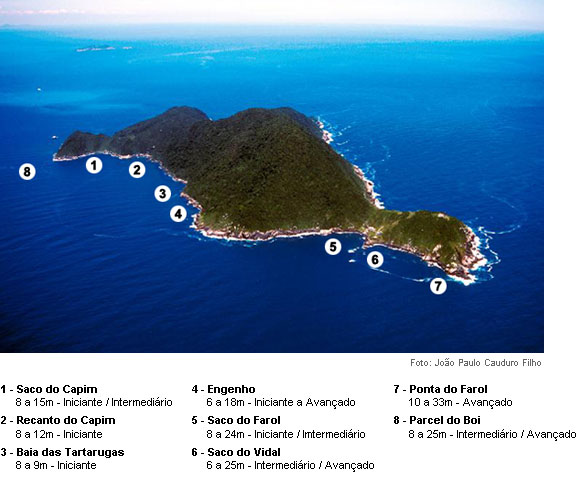 8
1
2
3
4
5
6
7
Foto: João Paulo Cauduro Filho
1 - Saco do Capim
8 a 15m - Iniciante / Intermediário
2 - Recanto do Capim
8 a 12m - Iniciante
3 - Baia das Tartarugas
8 a 9m - Iniciante
4 - Engenho
6 a 18m - Iniciante a Avançado
5 - Saco do Farol
8 a 24m - Iniciante / Imtermediário
6 - Saco do Vidal
6 a 25m - Intermediário / Avançado
7 - Ponta do Farol
10 a 33m - Avançado
8 - Parcel do Boi
8 a 25m - Intermediário / Avançado